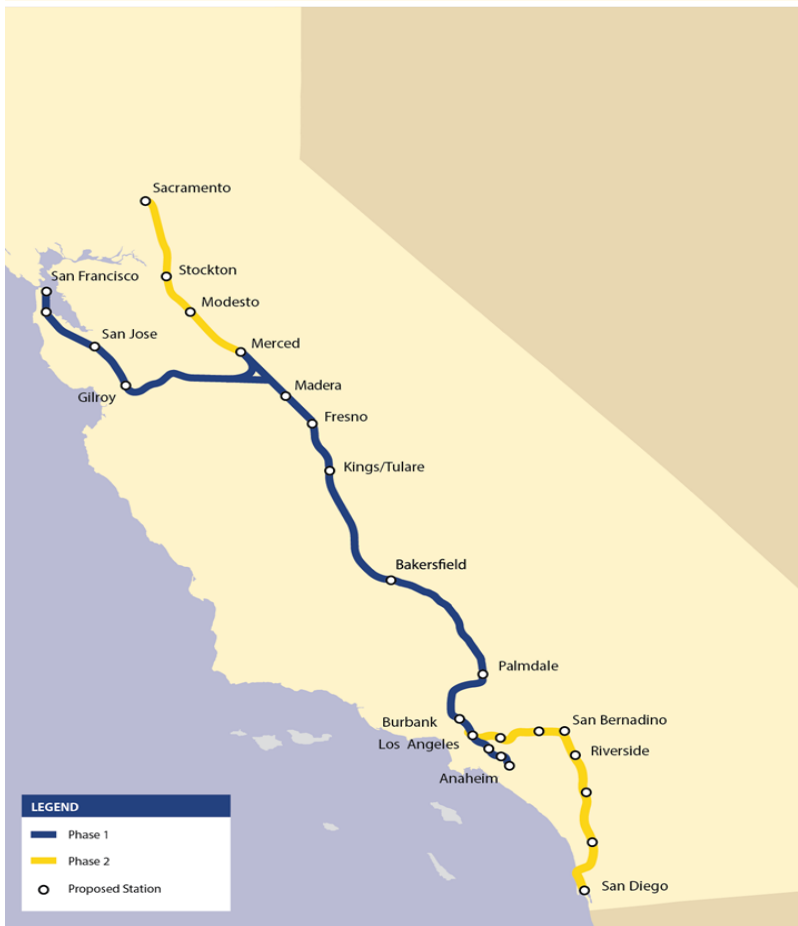 Sacramento
San Francisco
Stockton
Modesto
San Jose
Merced
Gilroy
Madera
Fresno
Kings/Tulare
Bakersfield
Palmdale
Burbank
San Bernadino
Los Angeles
Riverside
Anaheim
San Diego
LEGEND
Phase 1
Phase 2
Proposed Station